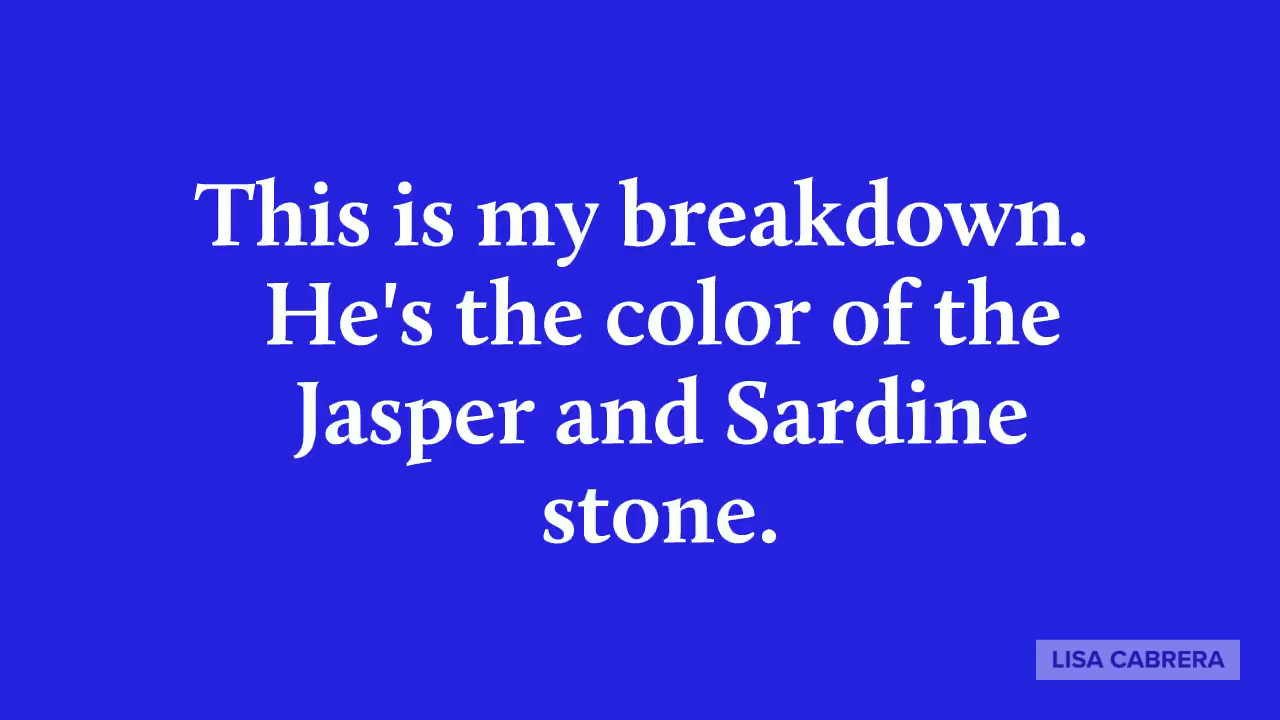 This is my breakdown.
He's the color of the
Jasper and Sardine
stone.
LISA CABRERA